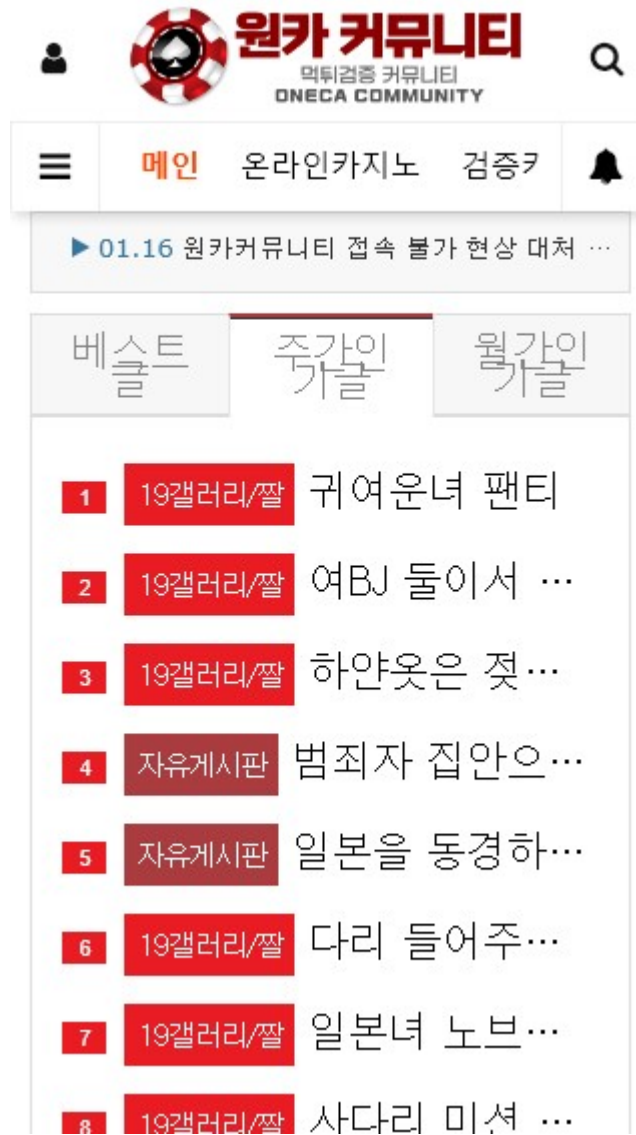 원카 커뮤니티
먹튀검증 커뮤니티
ONECA COMMUNITY
메인 온라인카지노 검증카
▶ 01.16 원카커뮤니티 접속 불가 현상 대처 ⋯
베스트글
주간인기글
월간인기글
1 19갤러리/짤 귀여운녀 팬티
2 19갤러리/짤 여BJ 둘이서 ⋯
3 19갤러리/짤 하얀옷은 젖⋯
4 자유게시판 범죄자 집안으⋯
5 자유게시판 일본을 동경하⋯
6 19갤러리/짤 다리 들어주⋯
7 19갤러리/짤 일본녀 노브⋯
8 19갤러리/짤 사다리 미션 ⋯